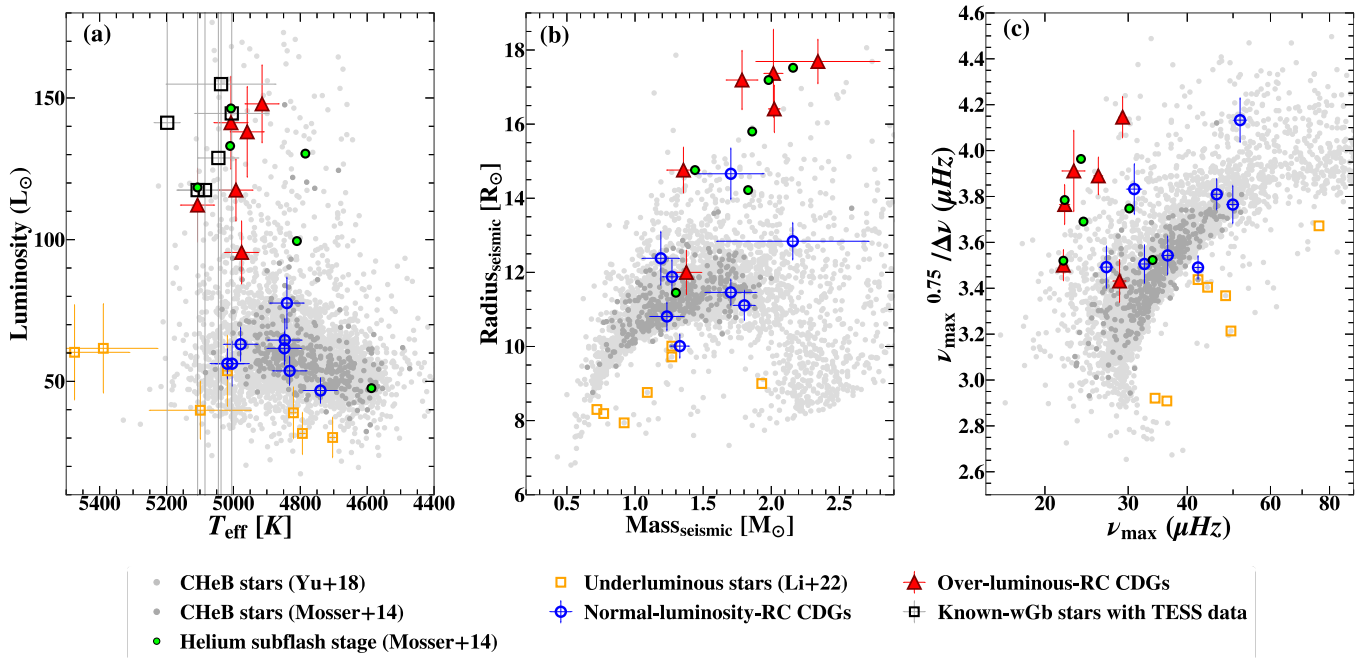 (a)
(b)
(c)
Luminosity (L☉)
150
100
50
5400 5200 5000 4800 4600 4400
T_eff [K]
Radius_seismic [R☉]
18
16
14
12
10
8
6
0.5 1.0 1.5 2.0 2.5
Mass_seismic [M☉]
ν_max^0.75 /Δν (μHz)
4.6
4.4
4.2
4.0
3.8
3.6
3.4
3.2
3.0
2.8
2.6
20 30 40 60
ν_max (μHz)
CHeB stars (Yu+18)
CHeB stars (Mosser+14)
Helium subflash stage (Mosser+14)
Underluminous stars (Li+22)
Normal-luminosity-RC CDGs
Over-luminous-RC CDGs
Known-wGb stars with TESS data